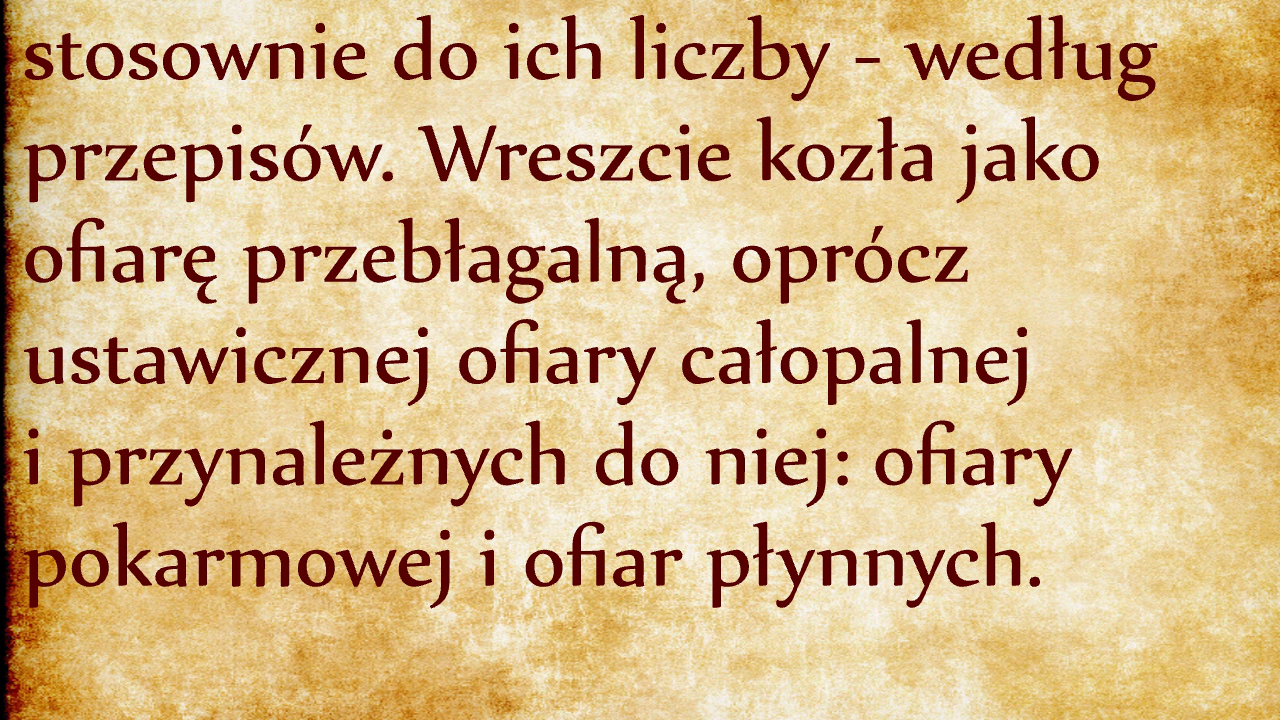 stosownie do ich liczby - według
przepisów. Wreszcie kozła jako
ofiarę przebłagalną, oprócz
ustawicznej ofiary całopalnej
i przynależnych do niej: ofiary
pokarmowej i ofiar płynnych.